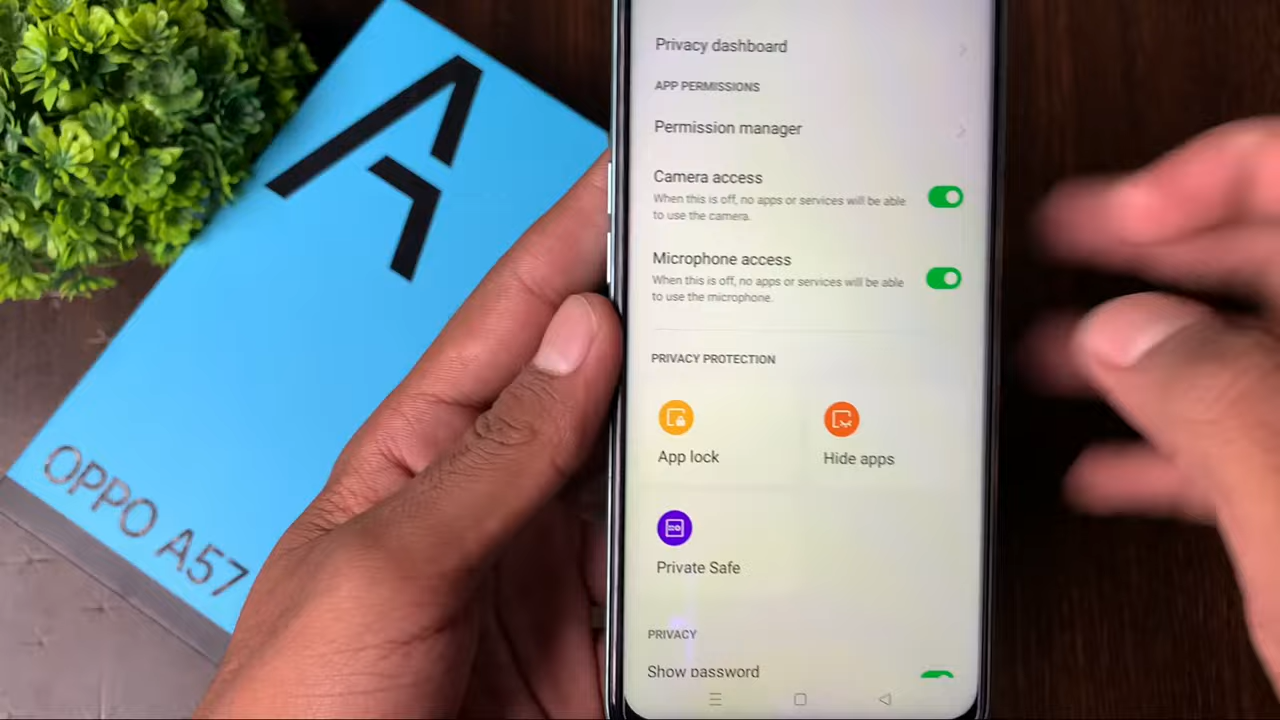 A
OPPO A57
Privacy dashboard
APP PERMISSIONS
Permission manager
Camera access
When this is off, no apps or services will be able
to use the camera.
Microphone access
When this is off, no apps or services will be able
to use the microphone.
PRIVACY PROTECTION
App lock
Hide apps
Private Safe
PRIVACY
Show password